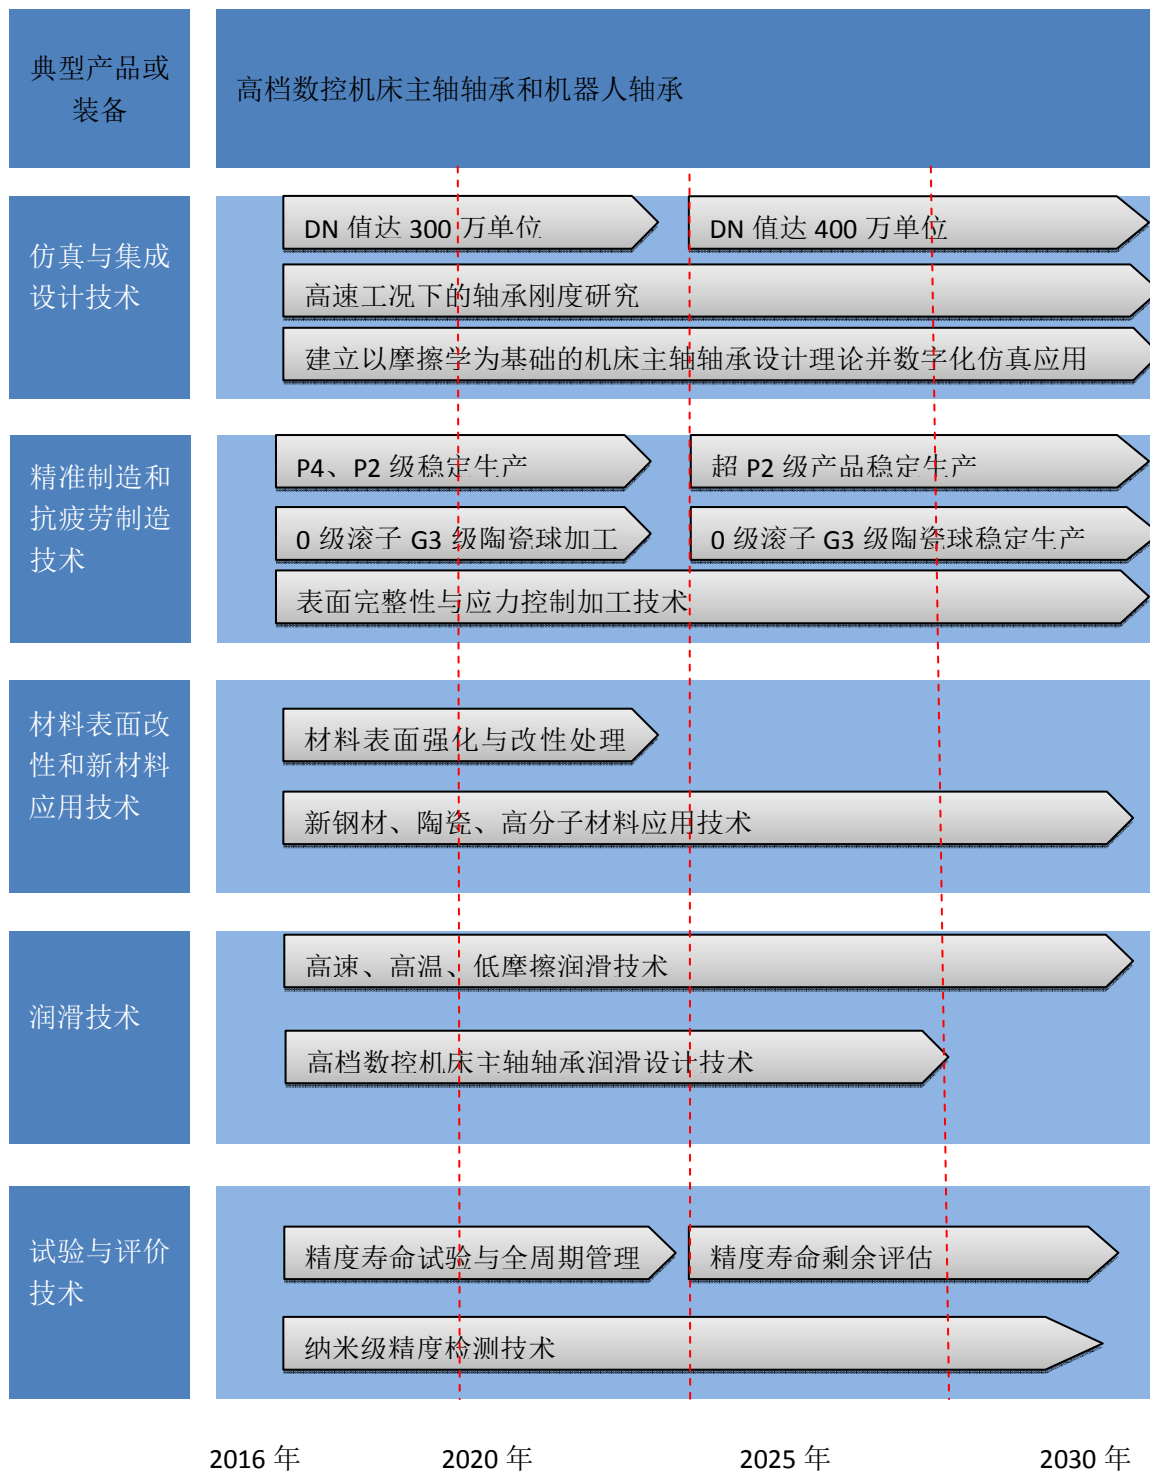 典型产品或
装备
高档数控机床主轴轴承和机器人轴承
仿真与集成
设计技术
DN 值达 300 万单位
DN 值达 400 万单位
高速工况下的轴承刚度研究
建立以摩擦学为基础的机床主轴轴承设计理论并数字化仿真应用
精准制造和
抗疲劳制造
技术
P4、P2 级稳定生产
超 P2 级产品稳定生产
0 级滚子 G3 级陶瓷球加工
0 级滚子 G3 级陶瓷球稳定生产
表面完整性与应力控制加工技术
材料表面改
性和新材料
应用技术
材料表面强化与改性处理
新钢材、陶瓷、高分子材料应用技术
润滑技术
高速、高温、低摩擦润滑技术
高档数控机床主轴轴承润滑设计技术
试验与评价
技术
精度寿命试验与全周期管理
精度寿命剩余评估
纳米级精度检测技术
2016 年
2020 年
2025 年
2030 年